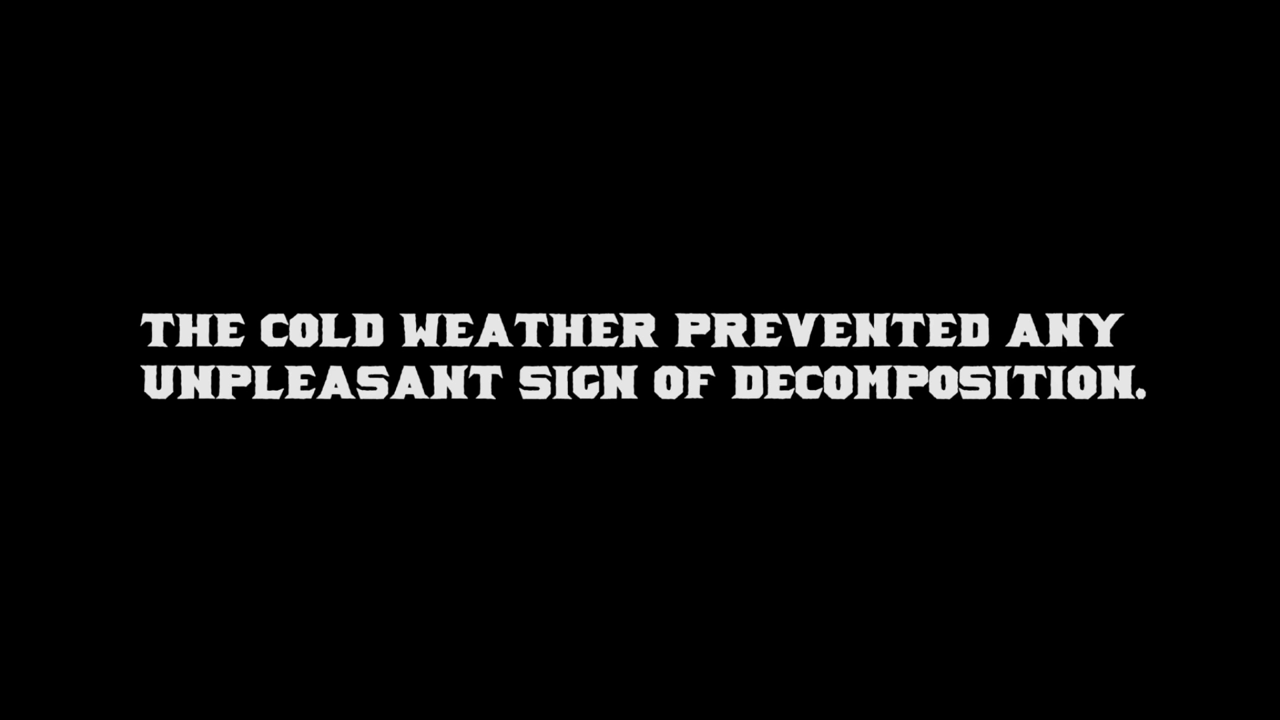 THE COLD WEATHER PREVENTED ANY
UNPLEASANT SIGN OF DECOMPOSITION.